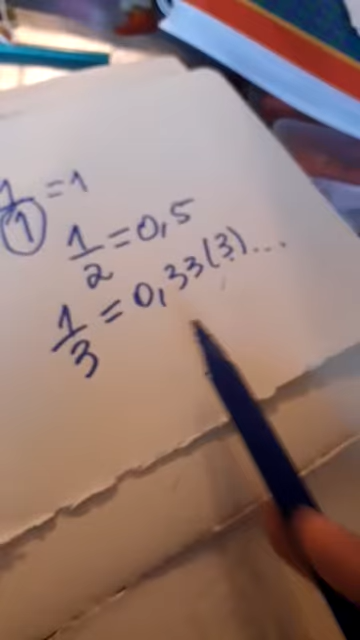 1/1 = 1
1/2 = 0,5
1/3 = 0,33(3)...